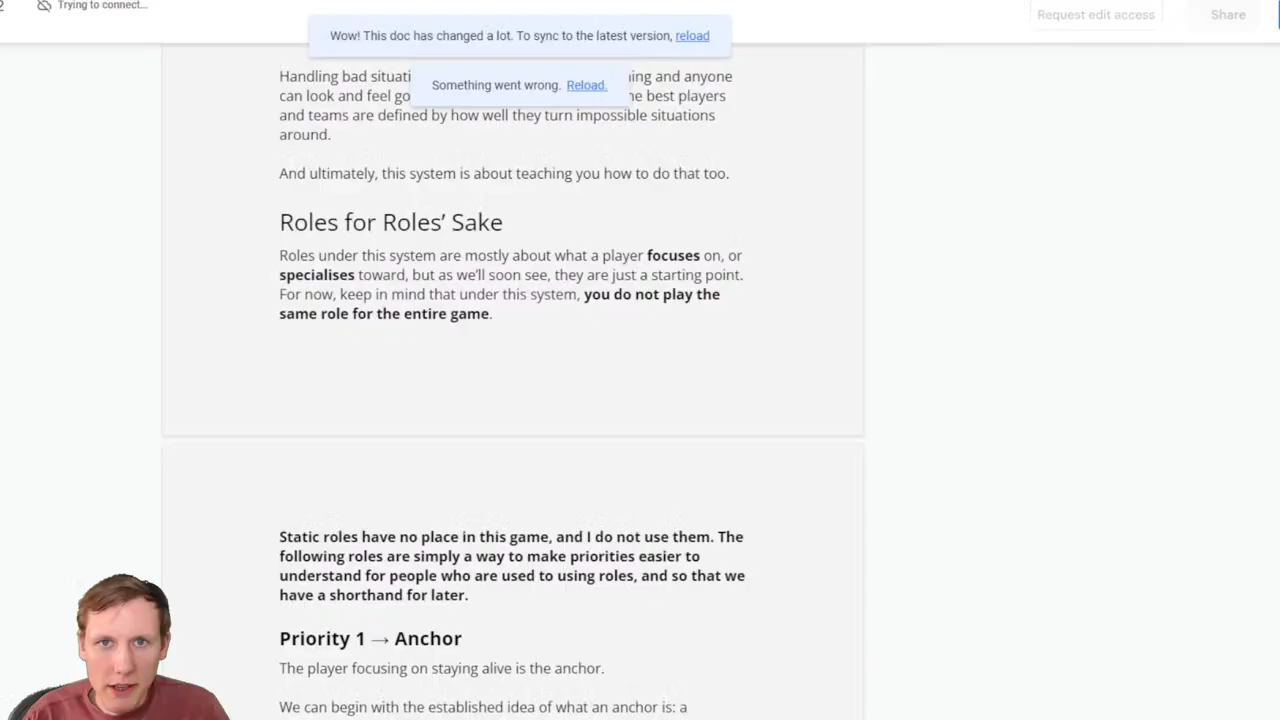 2
Trying to connect...
Request edit access
Share
Wow! This doc has changed a lot. To sync to the latest version, reload
Something went wrong. Reload.
Handling bad situati ing and anyone
can look and feel go e best players
and teams are defined by how well they turn impossible situations
around.
And ultimately, this system is about teaching you how to do that too.
Roles for Roles’ Sake
Roles under this system are mostly about what a player focuses on, or
specialises toward, but as we’ll soon see, they are just a starting point.
For now, keep in mind that under this system, you do not play the
same role for the entire game.
Static roles have no place in this game, and I do not use them. The
following roles are simply a way to make priorities easier to
understand for people who are used to using roles, and so that we
have a shorthand for later.
Priority 1 → Anchor
The player focusing on staying alive is the anchor.
We can begin with the established idea of what an anchor is: a